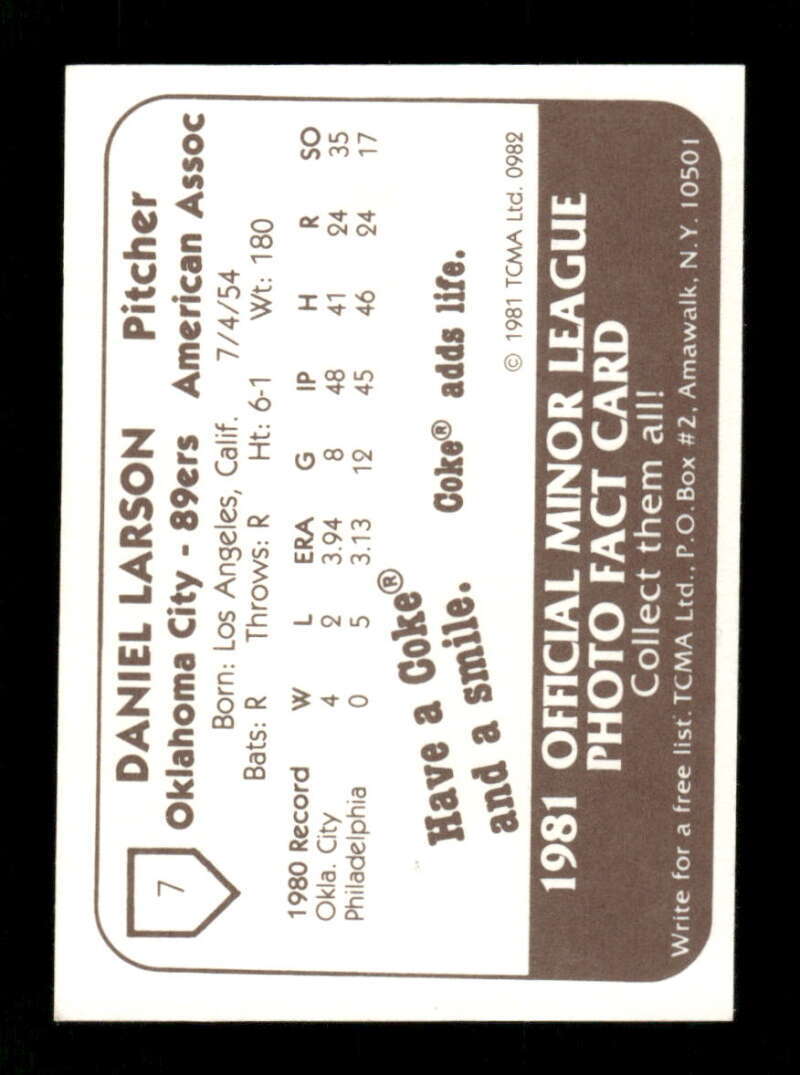 7
DANIEL LARSON Pitcher
Oklahoma City - 89ers American Assoc
Born: Los Angeles, Calif. 7/4/54
Bats: R Throws: R Ht: 6-1 Wt: 180
1980 Record W L ERA G IP H R SO
Okla. City 4 2 3.94 8 48 41 24 35
Philadelphia 0 5 3.13 12 45 46 24 17
Have a Coke®
and a smile. Coke® adds life.
© 1981 TCMA Ltd. 0982
1981 OFFICIAL MINOR LEAGUE
PHOTO FACT CARD
Collect them all!
Write for a free list. TCMA Ltd., P.O. Box #2, Amawalk, N.Y. 10501